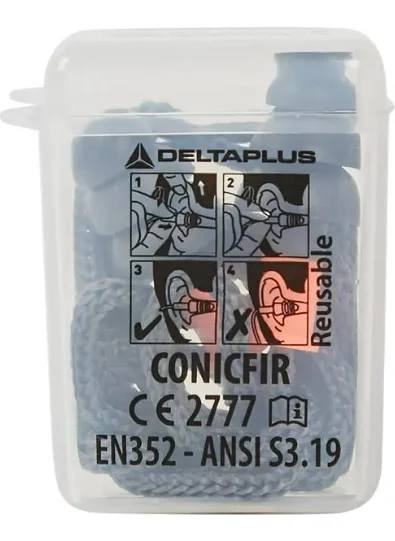 DELTAPLUS
1 2
3 4
Reusable
CONICFIR
CE 2777 i
EN352 - ANSI S3.19